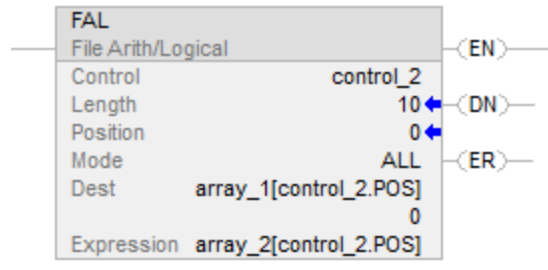 FAL
File Arith/Logical (EN)
Control control_2
Length 10 (DN)
Position 0
Mode ALL (ER)
Dest array_1[control_2.POS]
0
Expression array_2[control_2.POS]